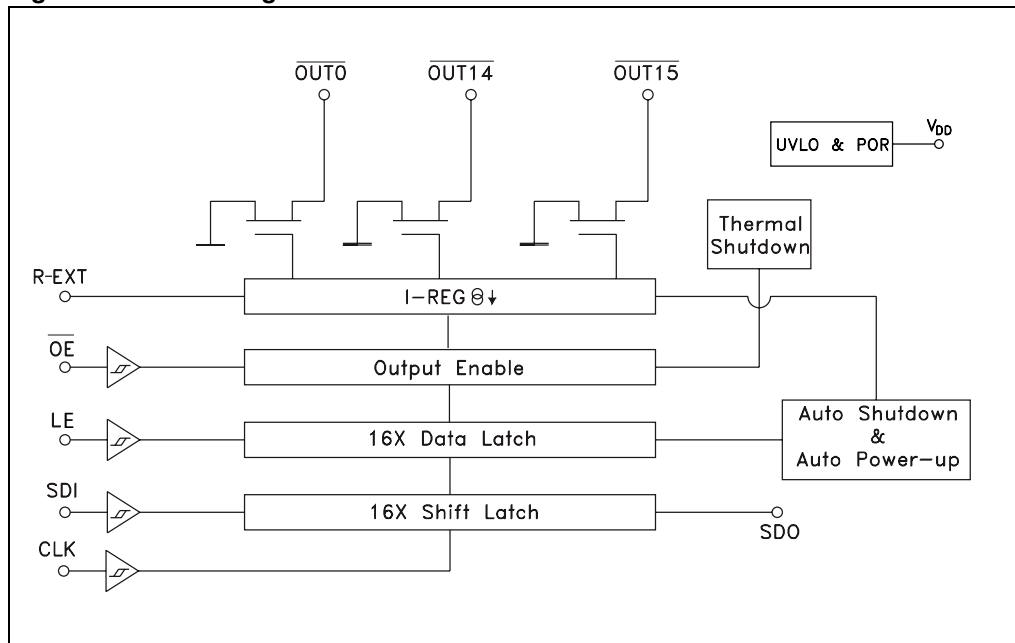 OUT0
OUT14
OUT15
UVLO & POR
VDD
Thermal
Shutdown
R-EXT
I-REG
OE
Output Enable
LE
16X Data Latch
Auto Shutdown
&
Auto Power-up
SDI
16X Shift Latch
SDO
CLK